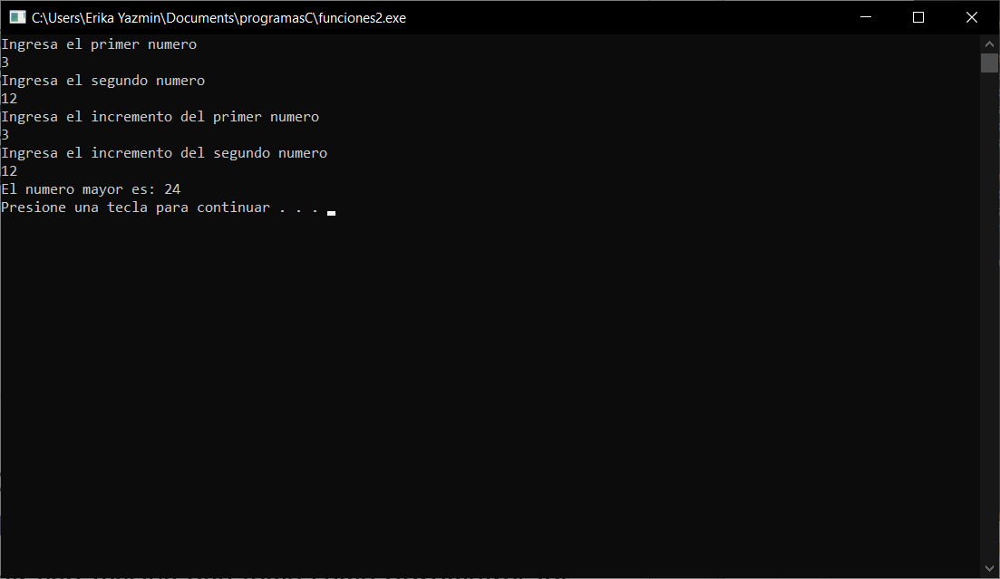 C:\Users\Erika Yazmin\Documents\programasC\funciones2.exe
Ingresa el primer numero
3
Ingresa el segundo numero
12
Ingresa el incremento del primer numero
3
Ingresa el incremento del segundo numero
12
El numero mayor es: 24
Presione una tecla para continuar . . .